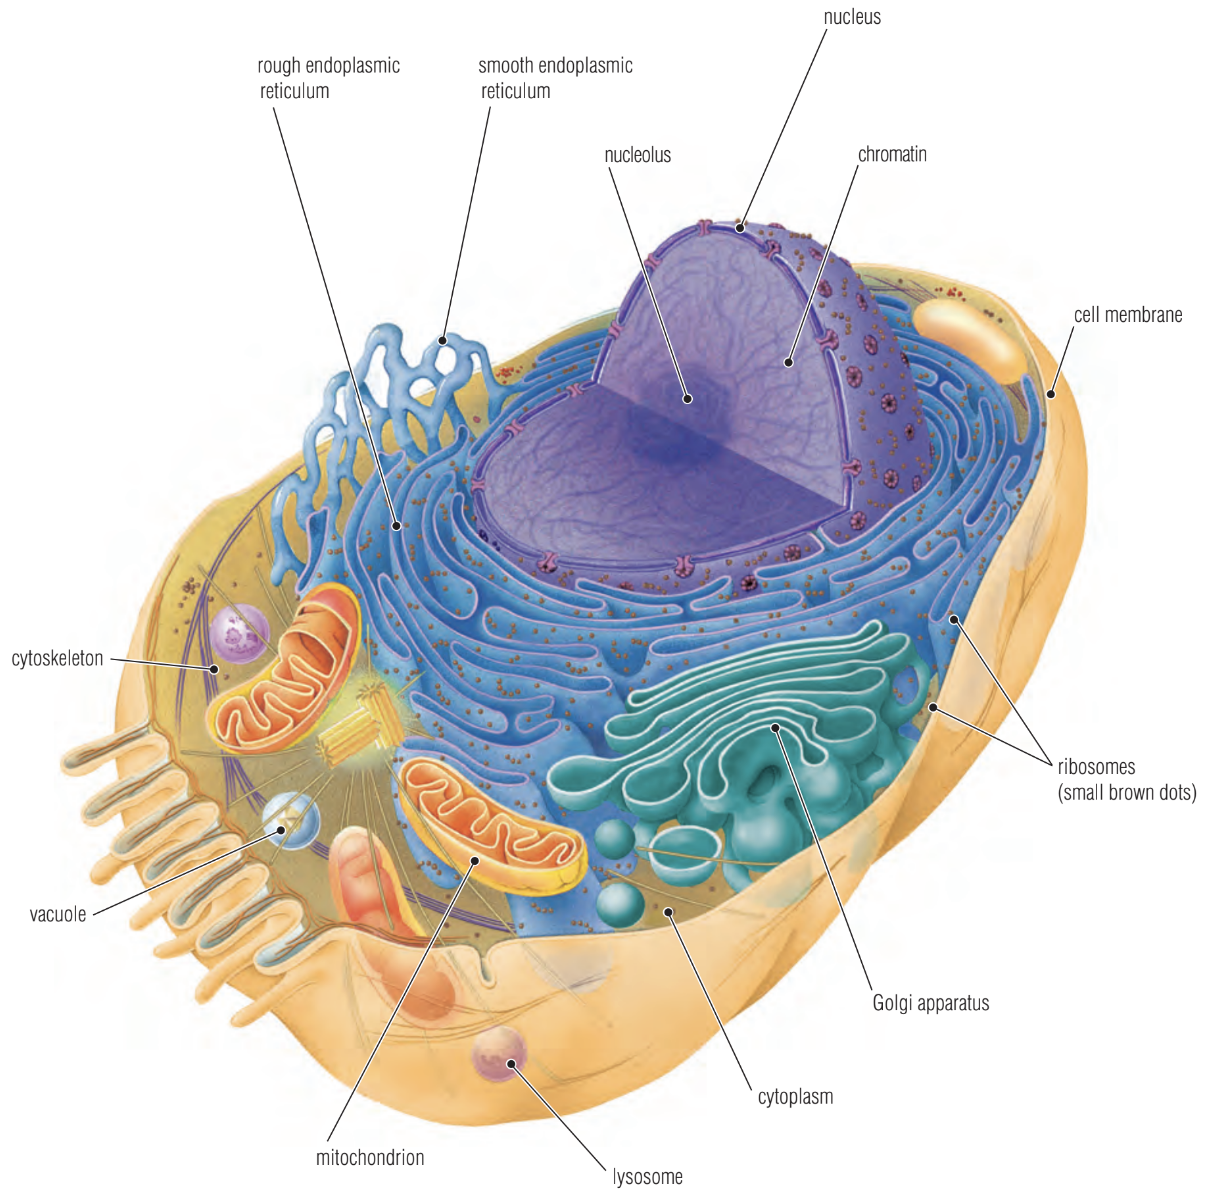 nucleus
rough endoplasmic
reticulum
smooth endoplasmic
reticulum
nucleolus
chromatin
cell membrane
cytoskeleton
ribosomes
(small brown dots)
vacuole
Golgi apparatus
cytoplasm
mitochondrion
lysosome